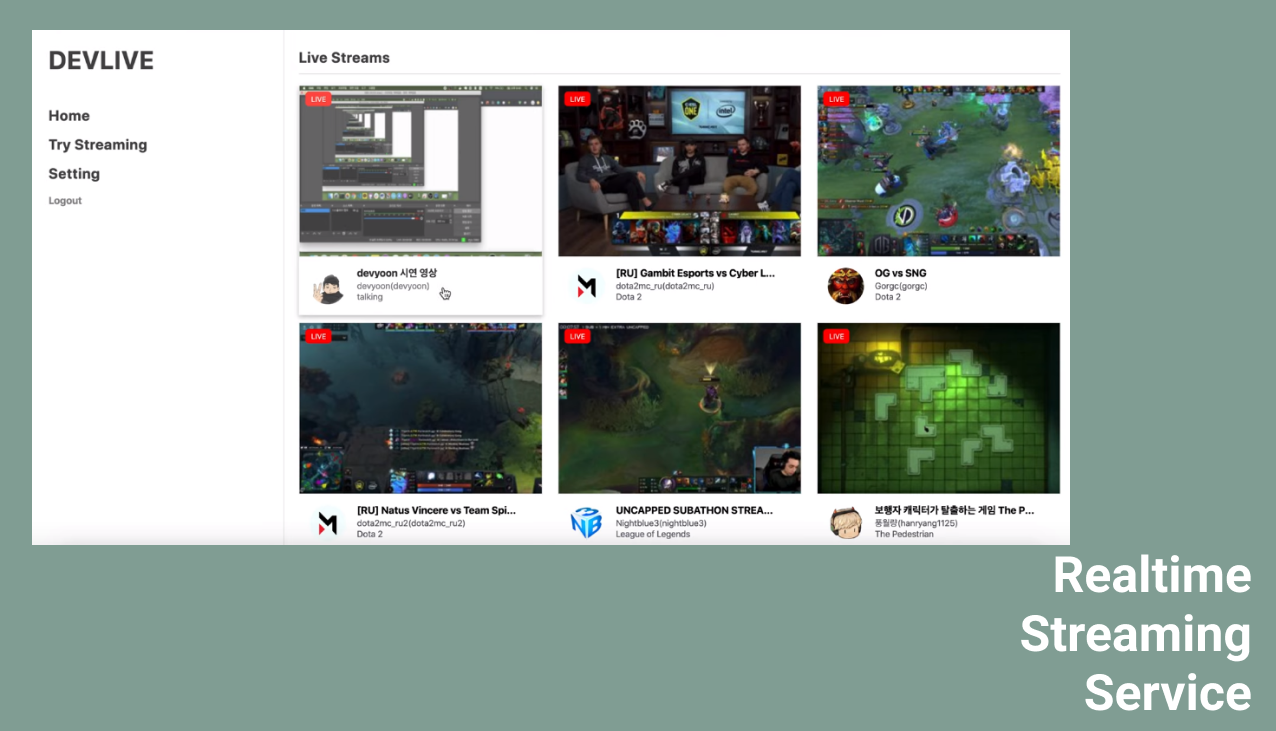 DEVLIVE
Home
Try Streaming
Setting
Logout
Live Streams
LIVE
devyoon 시연 영상
devyoon(devyoon)
talking
LIVE
ONE
intel
[RU] Gambit Esports vs Cyber L...
dota2mc_ru(dota2mc_ru)
Dota 2
LIVE
OG vs SNG
Gorgc(gorgc)
Dota 2
LIVE
[RU] Natus Vincere vs Team Spi...
dota2mc_ru2(dota2mc_ru2)
Dota 2
LIVE
UNCAPPED SUBATHON STREA...
Nightblue3(nightblue3)
League of Legends
LIVE
보행자 캐릭터가 탈출하는 게임 The P...
풍월량(hanryang1125)
The Pedestrian
Realtime
Streaming
Service